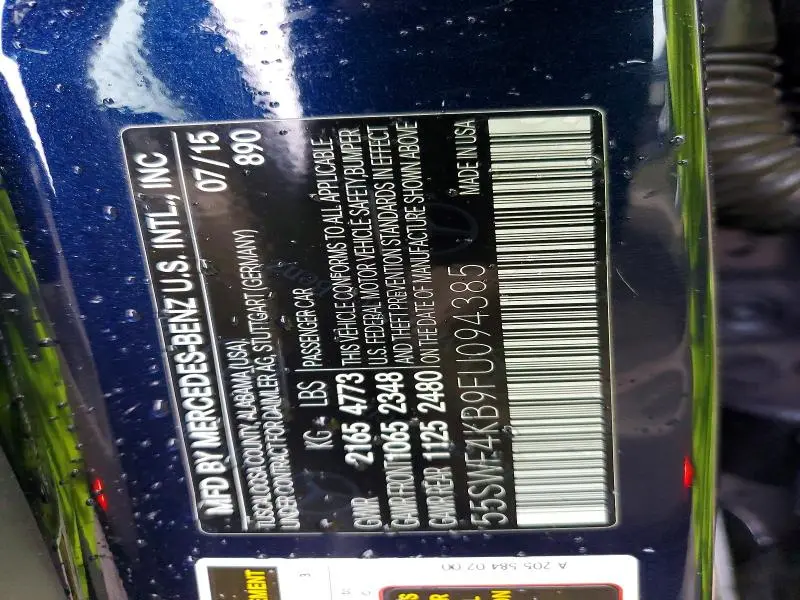 MFD BY MERCEDES-BENZ U.S. INTL., INC
TUSCALOOSA COUNTY, ALABAMA (USA), 07/15
UNDER CONTRACT FOR DAIMLER AG, STUTTGART (GERMANY) 890
KG - LBS PASSENGER CAR
GVWR 2165 4773 THIS VEHICLE CONFORMS TO ALL APPLICABLE
GAWR FRONT 1065 2348 U.S. FEDERAL MOTOR VEHICLE SAFETY BUMPER
GAWR REAR 1125 2480 AND THEFT PREVENTION STANDARDS IN EFFECT
ON THE DATE OF MANUFACTURE SHOWN ABOVE
55SWF4KB9FU094385 MADE IN USA
A 205 584 02 00